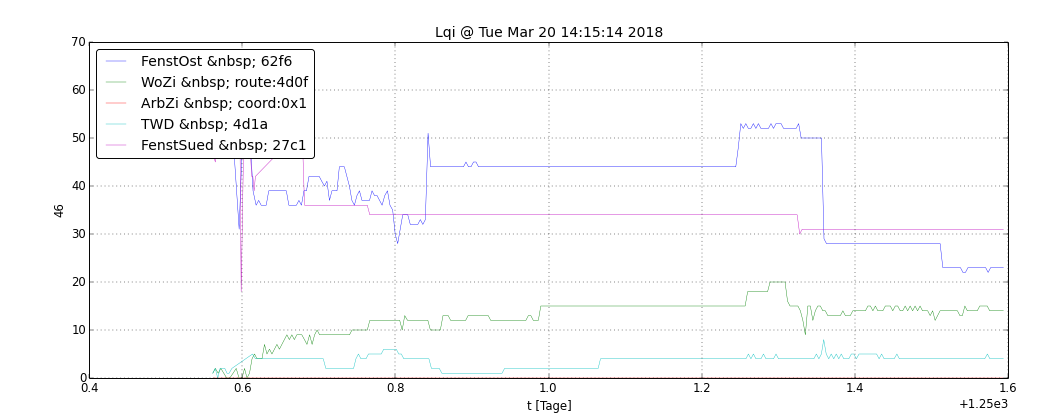 Lqi @ Tue Mar 20 14:15:14 2018
70
60
50
40
30
20
10
0
46
FenstOst &nbsp; 62f6
WoZi &nbsp; route:4d0f
ArbZi &nbsp; coord:0x1
TWD &nbsp; 4d1a
FenstSued &nbsp; 27c1
0.4 0.6 0.8 1.0 1.2 1.4 1.6
t [Tage]
+1.25e3